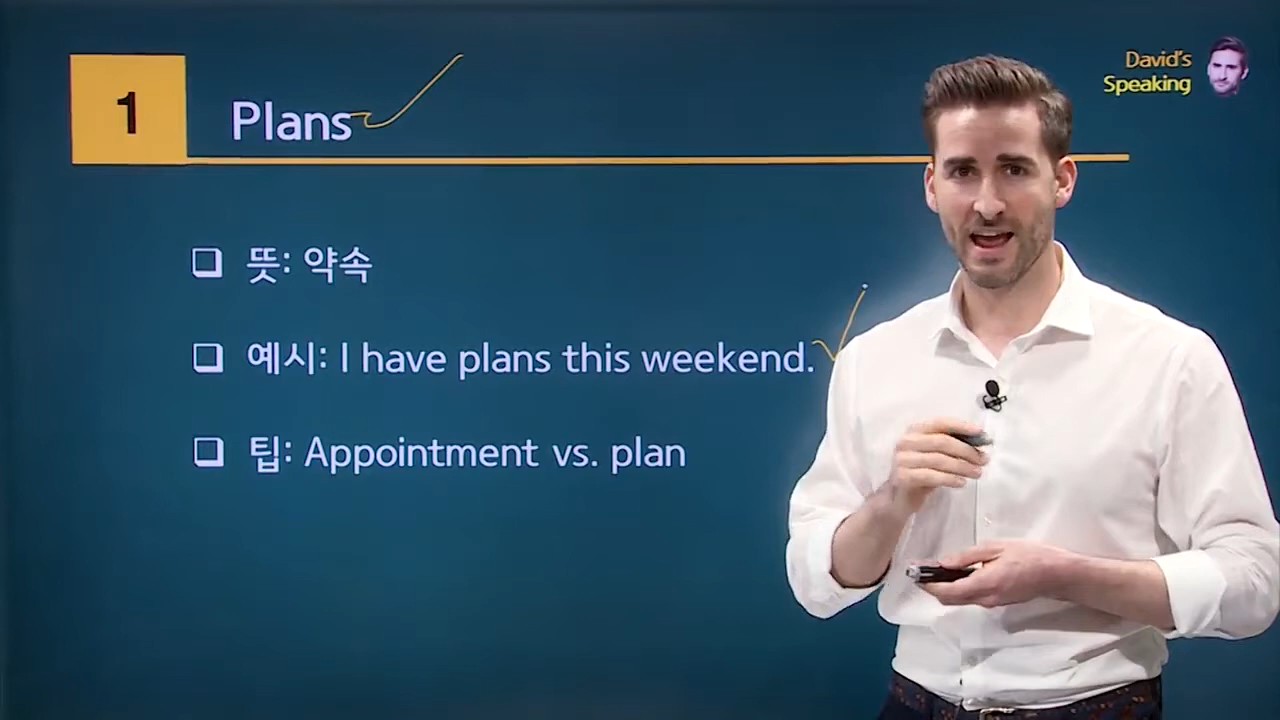 1
Plans
David's
Speaking
❑ 뜻: 약속
❑ 예시: I have plans this weekend.
❑ 팁: Appointment vs. plan